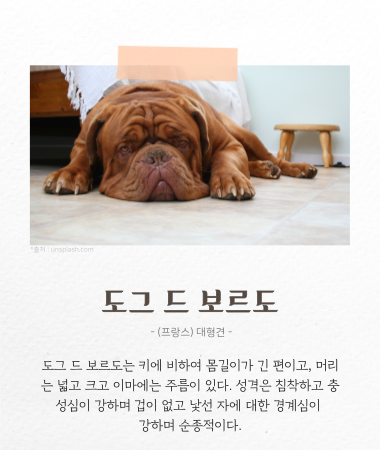 *출처 : unsplash.com
도그 드 보르도
- (프랑스) 대형견 -
도그 드 보르도는 키에 비하여 몸길이가 긴 편이고, 머리
는 넓고 크고 이마에는 주름이 있다. 성격은 침착하고 충
성심이 강하며 겁이 없고 낯선 자에 대한 경계심이
강하며 순종적이다.